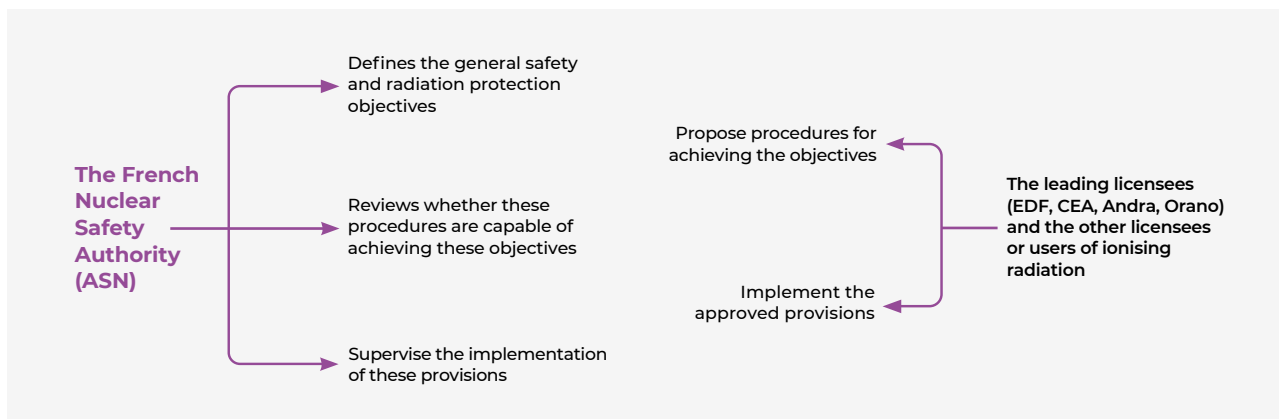 The French
Nuclear
Safety
Authority
(ASN)
Defines the general safety
and radiation protection
objectives
Reviews whether these
procedures are capable of
achieving these objectives
Supervise the implementation
of these provisions
Propose procedures for
achieving the objectives
Implement the
approved provisions
The leading licensees
(EDF, CEA, Andra, Orano)
and the other licensees
or users of ionising
radiation